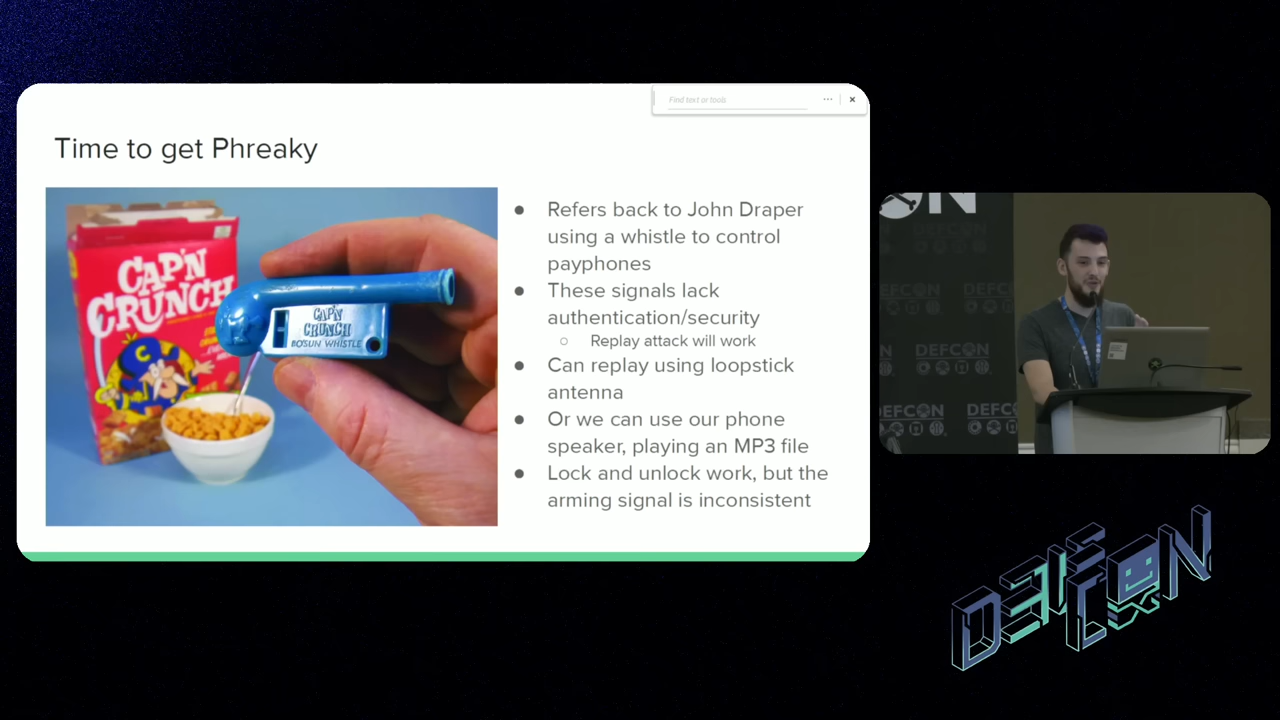 Find text or tools
Time to get Phreaky
CAP'N
CRUNCH
CAP'N
CRUNCH
BO'SUN WHISTLE
● Refers back to John Draper
using a whistle to control
payphones
● These signals lack
authentication/security
○ Replay attack will work
● Can replay using loopstick
antenna
● Or we can use our phone
speaker, playing an MP3 file
● Lock and unlock work, but the
arming signal is inconsistent
DEFCON
DEFCON
DEFCON
DEFCON
DEFCON
DEF
CON